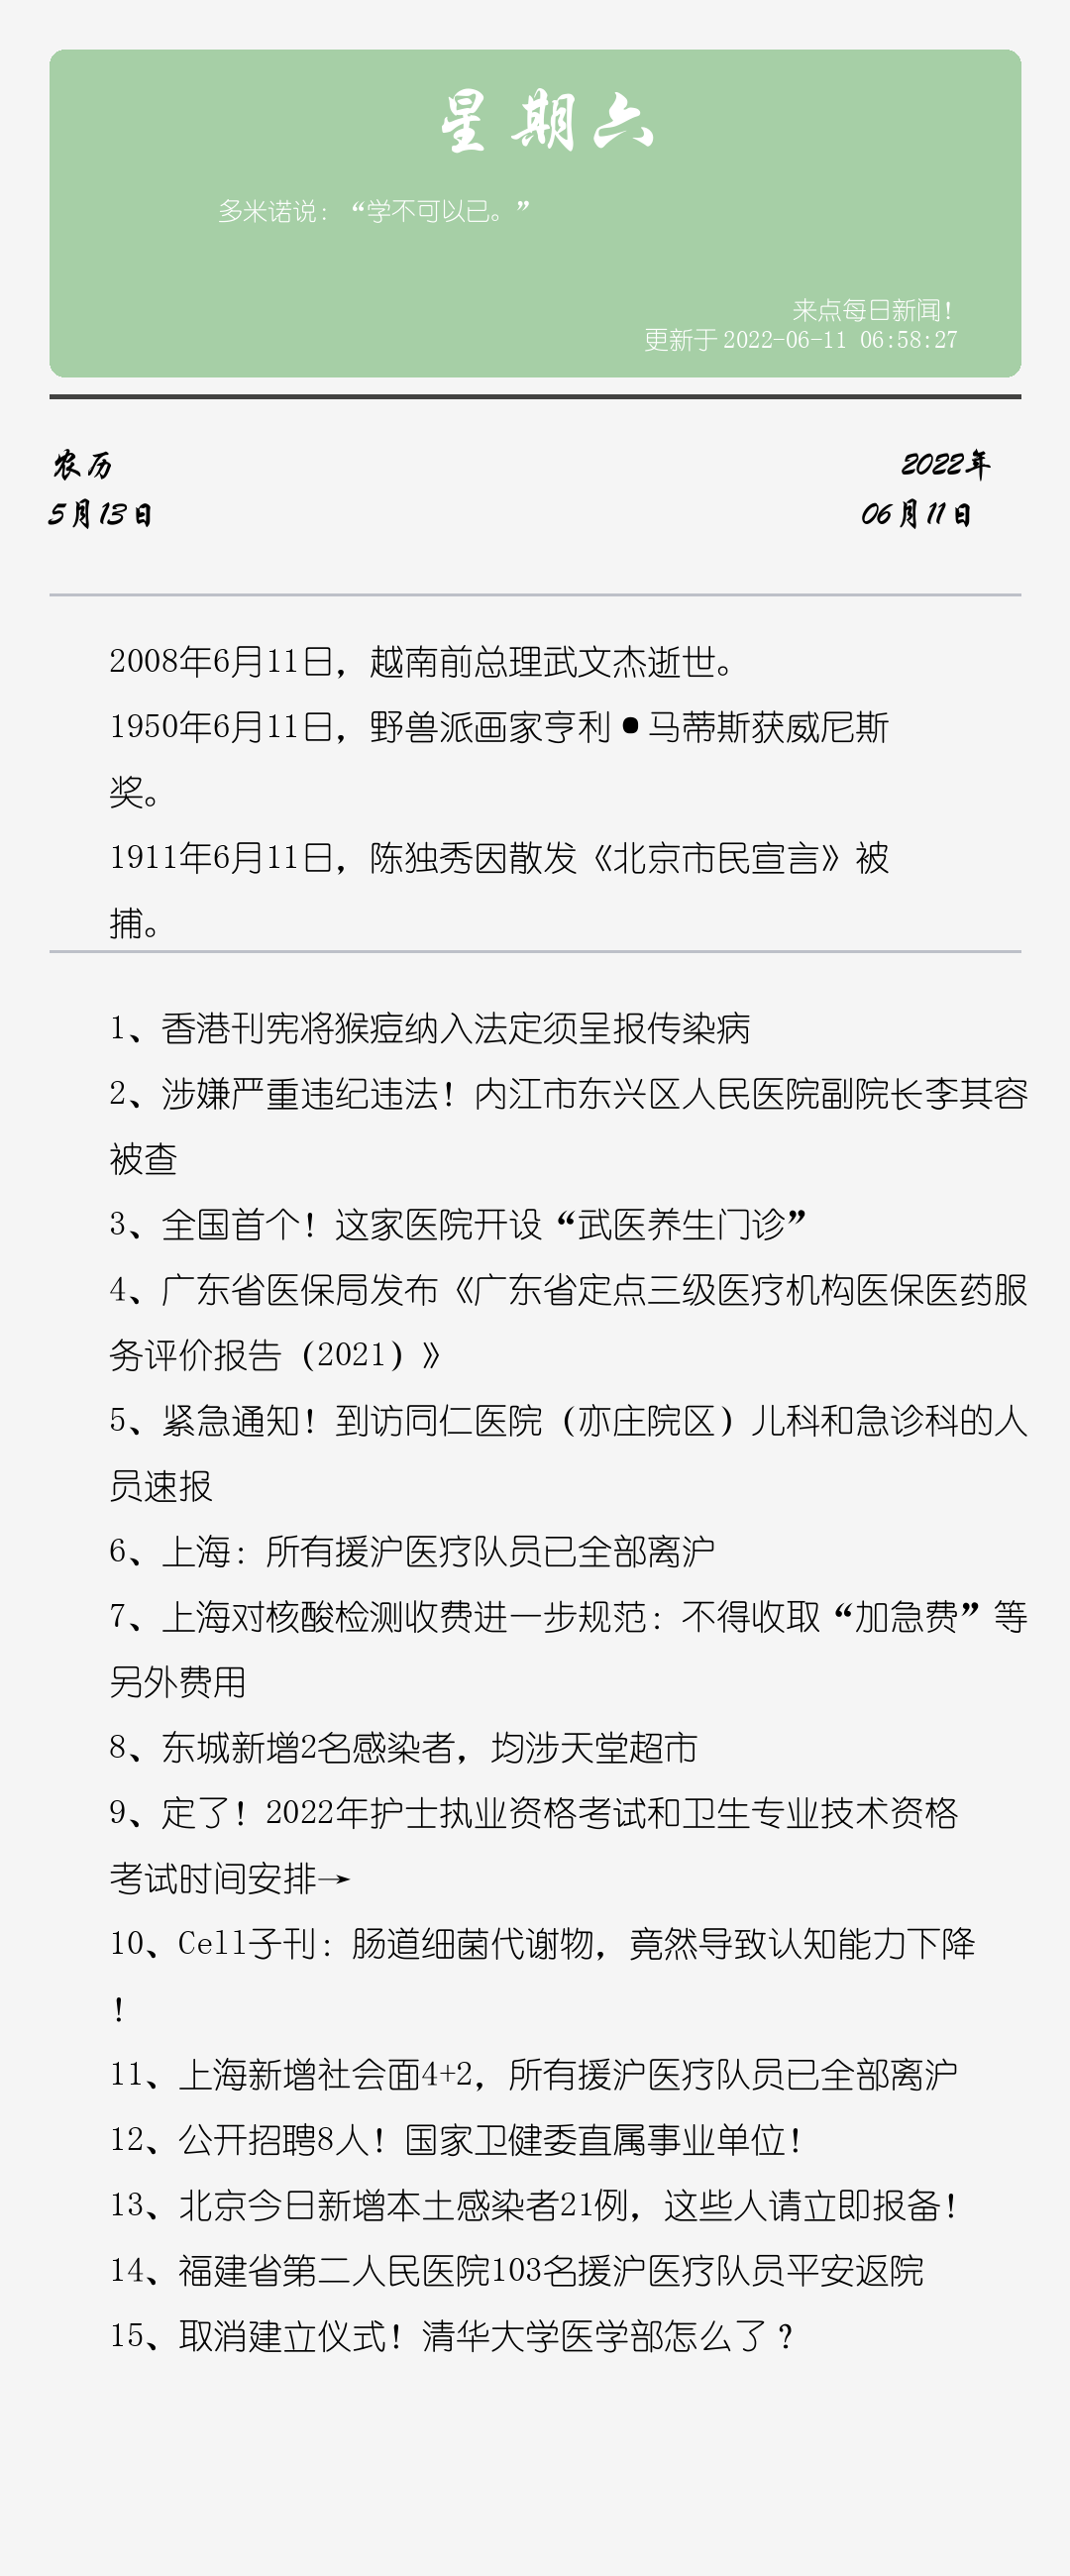 星期六
多米诺说：“学不可以已。”
来点每日新闻！
更新于2022-06-11 06:58:27
农历
2022年
5月13日
06月11日
2008年6月11日，越南前总理武文杰逝世。
1950年6月11日，野兽派画家亨利•马蒂斯获威尼斯
奖。
1911年6月11日，陈独秀因散发《北京市民宣言》被
捕。
1、香港刊宪将猴痘纳入法定须呈报传染病
2、涉嫌严重违纪违法！内江市东兴区人民医院副院长李其容
被查
3、全国首个！这家医院开设“武医养生门诊”
4、广东省医保局发布《广东省定点三级医疗机构医保医药服
务评价报告（2021）》
5、紧急通知！到访同仁医院（亦庄院区）儿科和急诊科的人
员速报
6、上海：所有援沪医疗队员已全部离沪
7、上海对核酸检测收费进一步规范：不得收取“加急费”等
另外费用
8、东城新增2名感染者，均涉天堂超市
9、定了！2022年护士执业资格考试和卫生专业技术资格
考试时间安排→
10、Cell子刊：肠道细菌代谢物，竟然导致认知能力下降
！
11、上海新增社会面4+2，所有援沪医疗队员已全部离沪
12、公开招聘8人！国家卫健委直属事业单位！
13、北京今日新增本土感染者21例，这些人请立即报备！
14、福建省第二人民医院103名援沪医疗队员平安返院
15、取消建立仪式！清华大学医学部怎么了？